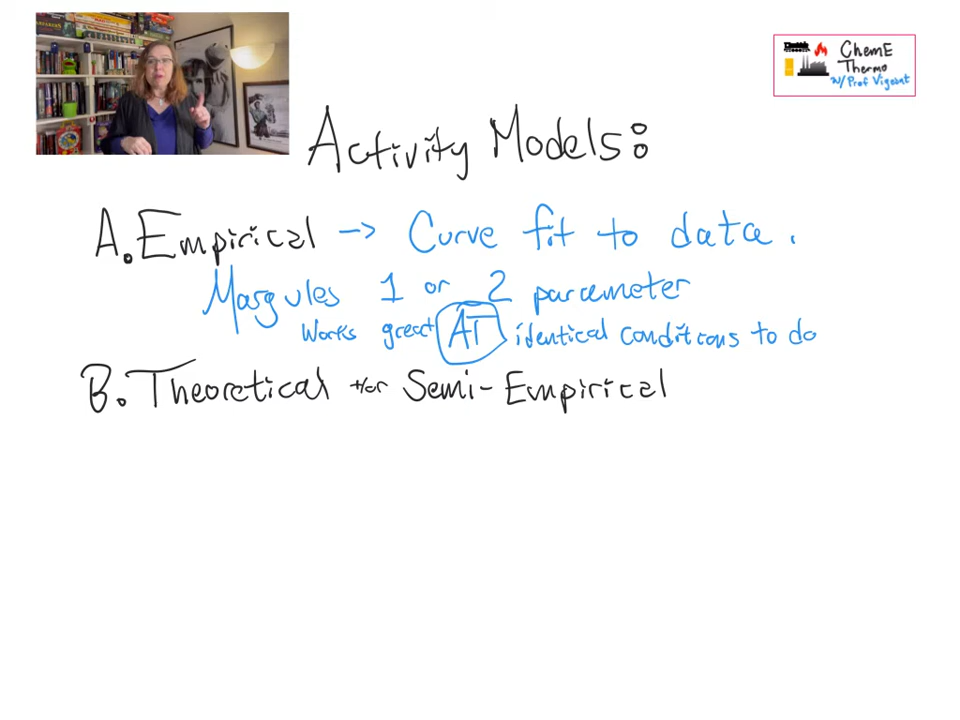 ChemE
Thermo
w/ Prof Vigeant
Activity Models:
A. Empirical -> Curve fit to data.
Margules 1 or 2 parameter
Works great AT identical conditions to do
B. Theoretical +/or Semi-Empirical